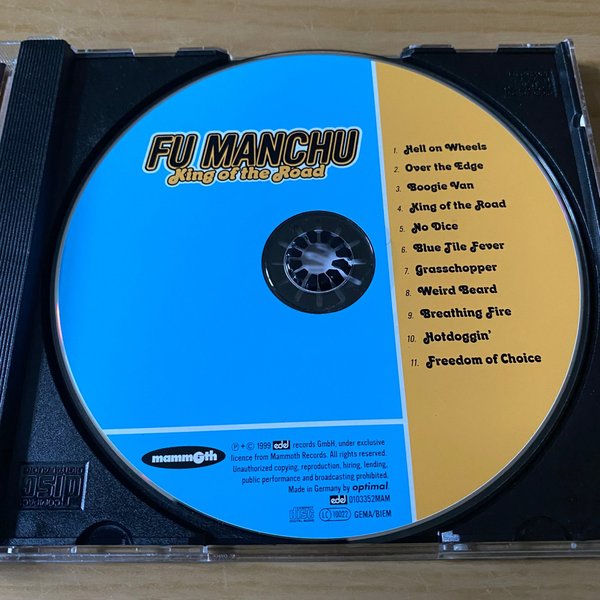 FU MANCHU
King of the Road
1. Hell on Wheels
2. Over the Edge
3. Boogie Van
4. King of the Road
5. No Dice
6. Blue Tile Fever
7. Grasschopper
8. Weird Beard
9. Breathing Fire
10. Hotdoggin'
11. Freedom of Choice
mammoth
℗ + © 1999 edel records GmbH, under exclusive
licence from Mammoth Records. All rights reserved.
Unauthorized copying, reproduction, hiring, lending,
public performance and broadcasting prohibited.
Made in Germany by optimal.
edel 0103352MAM
COMPACT disc LC 10022 GEMA/BIEM
COMPACT
disc